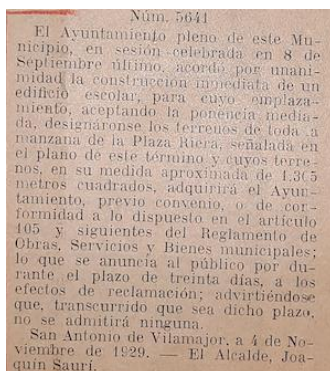 Núm. 5641
El Ayuntamiento pleno de este Mu-
nicipio, en sesión celebrada en 8 de
Septiembre último, acordó por unani-
midad la construcción inmediata de un
edificio escolar, para cuyo emplaza-
miento, aceptando la ponencia media-
da, designáronse los terrenos de toda la
manzana de la Plaza Riera, señalada en
el plano de este término y cuyos terre-
nos, en su medida aproximada de 1.305
metros cuadrados, adquirirá el Ayun-
tamiento, previo convenio, o de con-
formidad a lo dispuesto en el artículo
105 y siguientes del Reglamento de
Obras, Servicios y Bienes municipales;
lo que se anuncia al público por du-
rante el plazo de treinta días, a los
efectos de reclamación; advirtiéndose
que, transcurrido que sea dicho plazo,
no se admitirá ninguna.
San Antonio de Vilamajor, a 4 de No-
viembre de 1929. — El Alcalde, Joa-
quín Saurí.